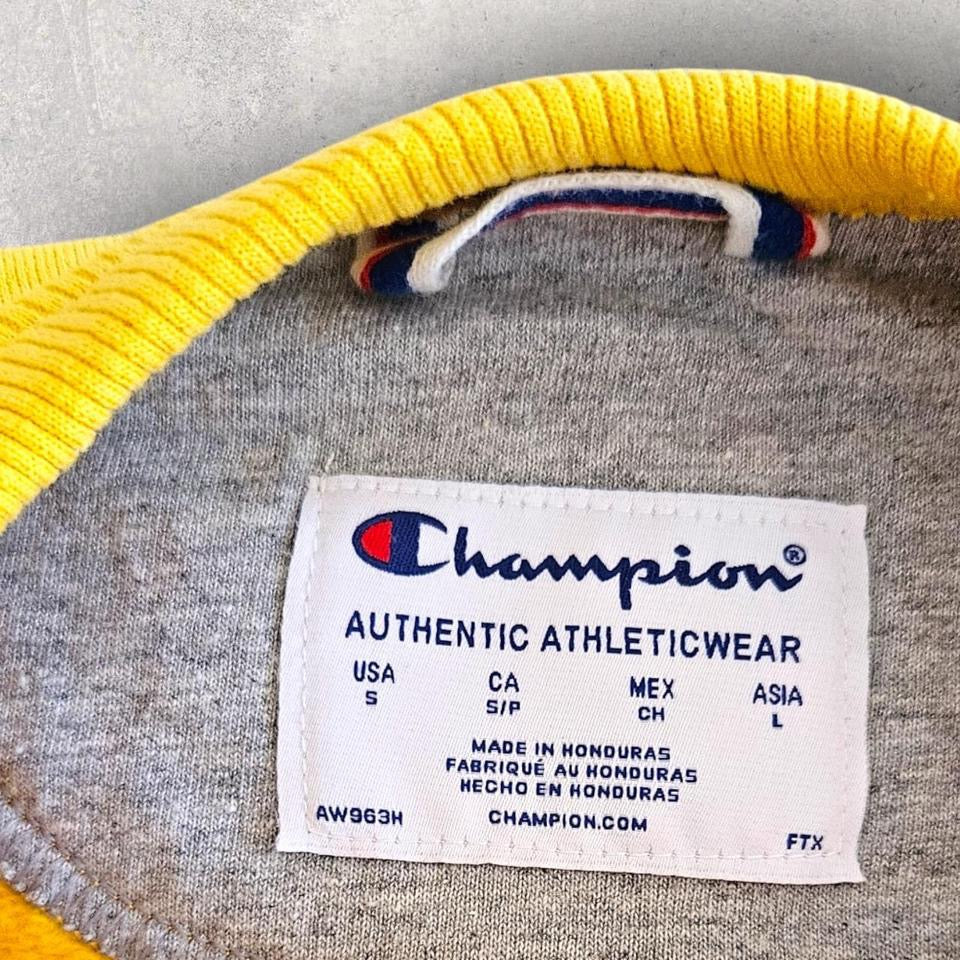 Champion®
AUTHENTIC ATHLETICWEAR
USA CA MEX ASIA
S S/P CH L
MADE IN HONDURAS
FABRIQUÉ AU HONDURAS
HECHO EN HONDURAS
AW963H CHAMPION.COM FTX